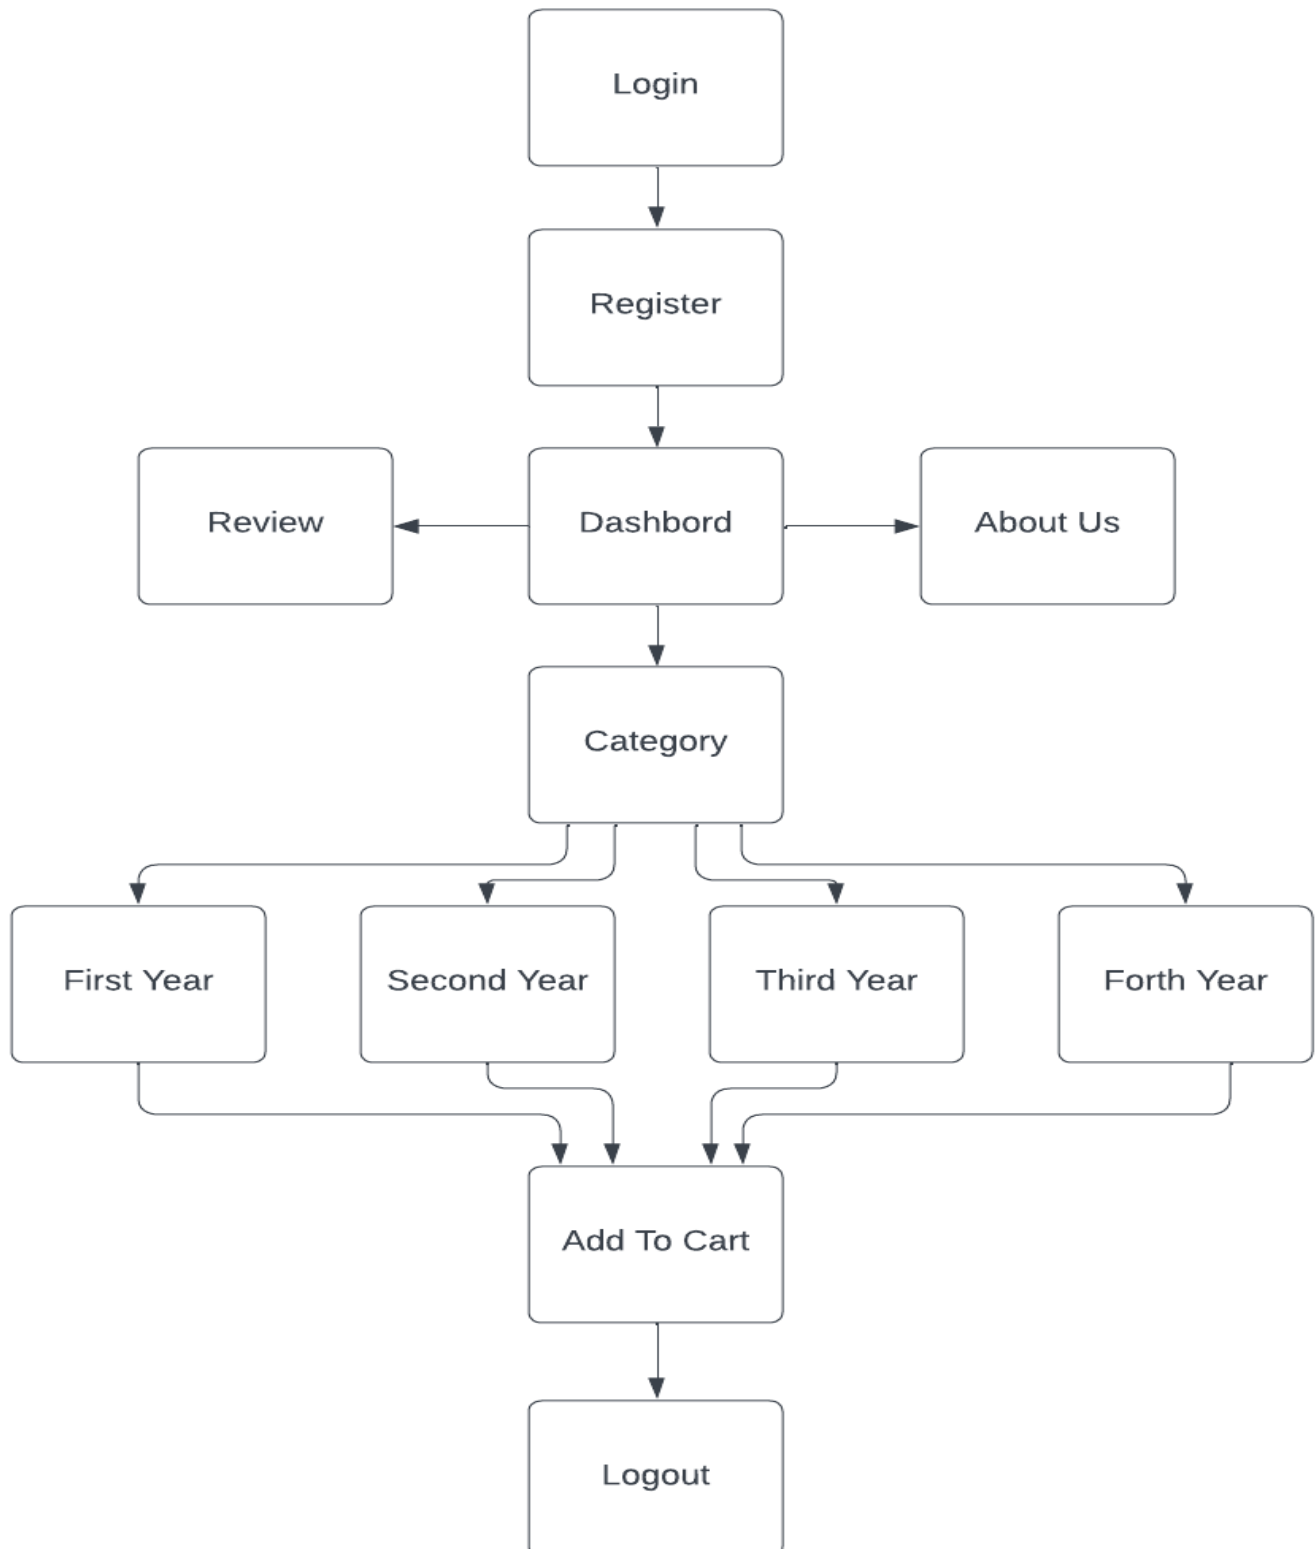 Login
Register
Review
Dashbord
About Us
Category
First Year
Second Year
Third Year
Forth Year
Add To Cart
Logout